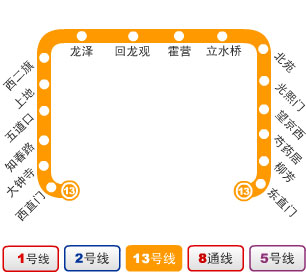 龙泽
回龙观
霍营
立水桥
北苑
光熙门
望京西
芍药居
柳芳
东直门
西二旗
上地
五道口
知春路
大钟寺
西直门
13
13
1号线
2号线
13号线
8通线
5号线